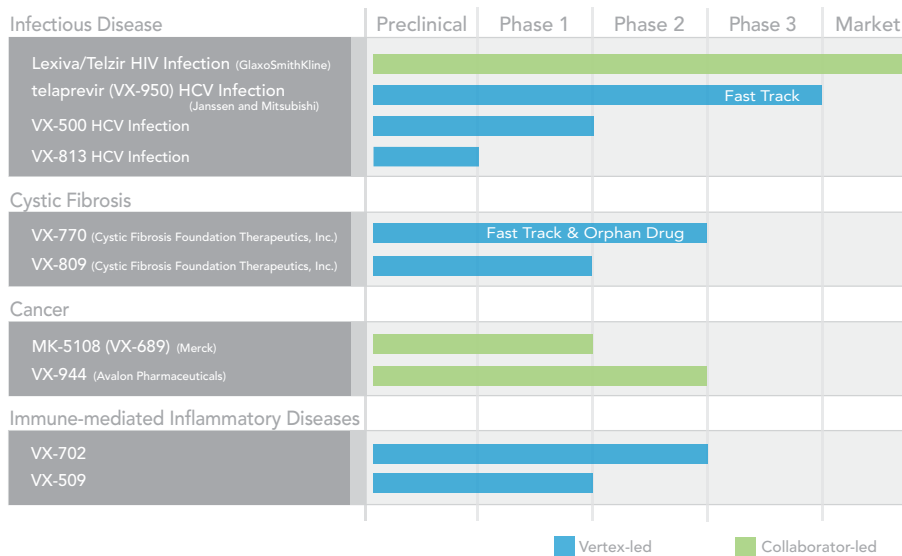 Infectious Disease Preclinical Phase 1 Phase 2 Phase 3 Market
Lexiva/Telzir HIV Infection (GlaxoSmithKline)
telaprevir (VX-950) HCV Infection Fast Track
(Janssen and Mitsubishi)
VX-500 HCV Infection
VX-813 HCV Infection
Cystic Fibrosis
VX-770 (Cystic Fibrosis Foundation Therapeutics, Inc.) Fast Track & Orphan Drug
VX-809 (Cystic Fibrosis Foundation Therapeutics, Inc.)
Cancer
MK-5108 (VX-689) (Merck)
VX-944 (Avalon Pharmaceuticals)
Immune-mediated Inflammatory Diseases
VX-702
VX-509
Vertex-led Collaborator-led